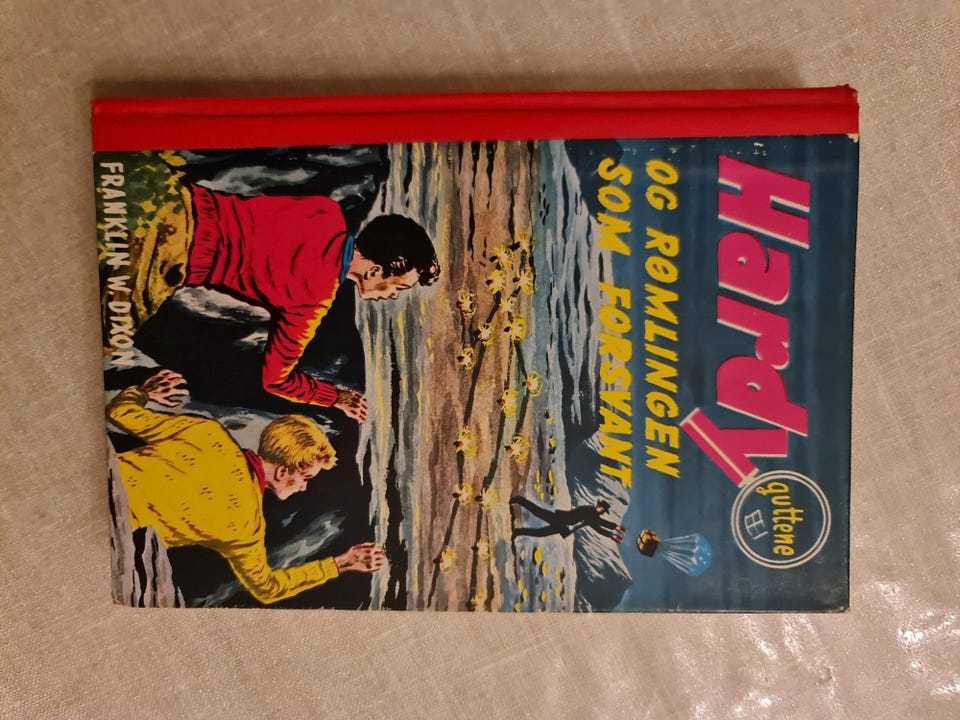 Hardy
guttene
OG RØMLINGEN
SOM FORSVANT
FRANKLIN W. DIXON